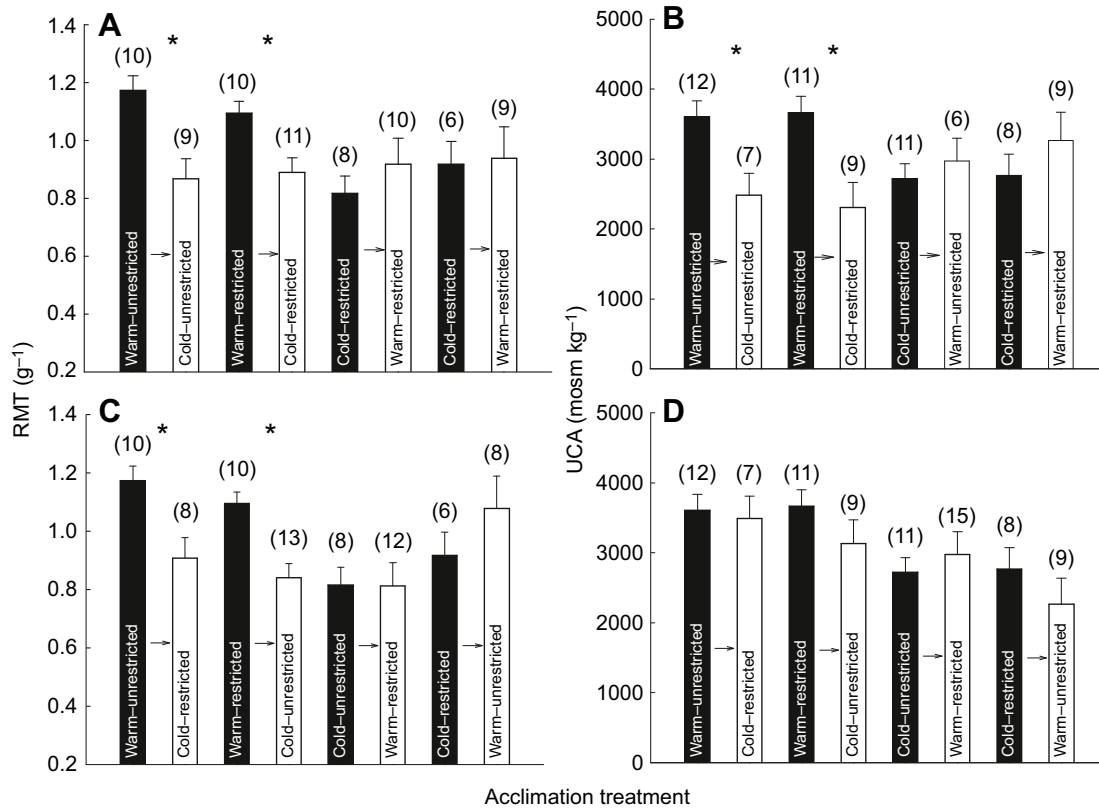 A
1.4
1.2
1.0
0.8
0.6
0.4
0.2
(10)
*
(9)
(10)
*
(11)
(8)
(10)
(6)
(9)
Warm–unrestricted
Cold–unrestricted
Warm–restricted
Cold–restricted
Cold–restricted
Warm–restricted
Cold–restricted
Warm–restricted
B
5000
4000
3000
2000
1000
0
(12)
*
(7)
(11)
*
(9)
(11)
(6)
(8)
(9)
Warm–unrestricted
Cold–unrestricted
Warm–restricted
Cold–restricted
Cold–unrestricted
Warm–unrestricted
Cold–restricted
Warm–restricted
RMT (g–1)
UCA (mosm kg–1)
C
1.4
1.2
1.0
0.8
0.6
0.4
0.2
(10)
*
(8)
(10)
*
(13)
(8)
(12)
(6)
(8)
Warm–unrestricted
Cold–restricted
Warm–restricted
Cold–unrestricted
Cold–unrestricted
Warm–restricted
Cold–restricted
Warm–unrestricted
D
5000
4000
3000
2000
1000
0
(12)
(7)
(11)
(9)
(11)
(15)
(8)
(9)
Warm–unrestricted
Cold–restricted
Warm–restricted
Cold–unrestricted
Cold–unrestricted
Warm–restricted
Cold–restricted
Warm–unrestricted
Acclimation treatment